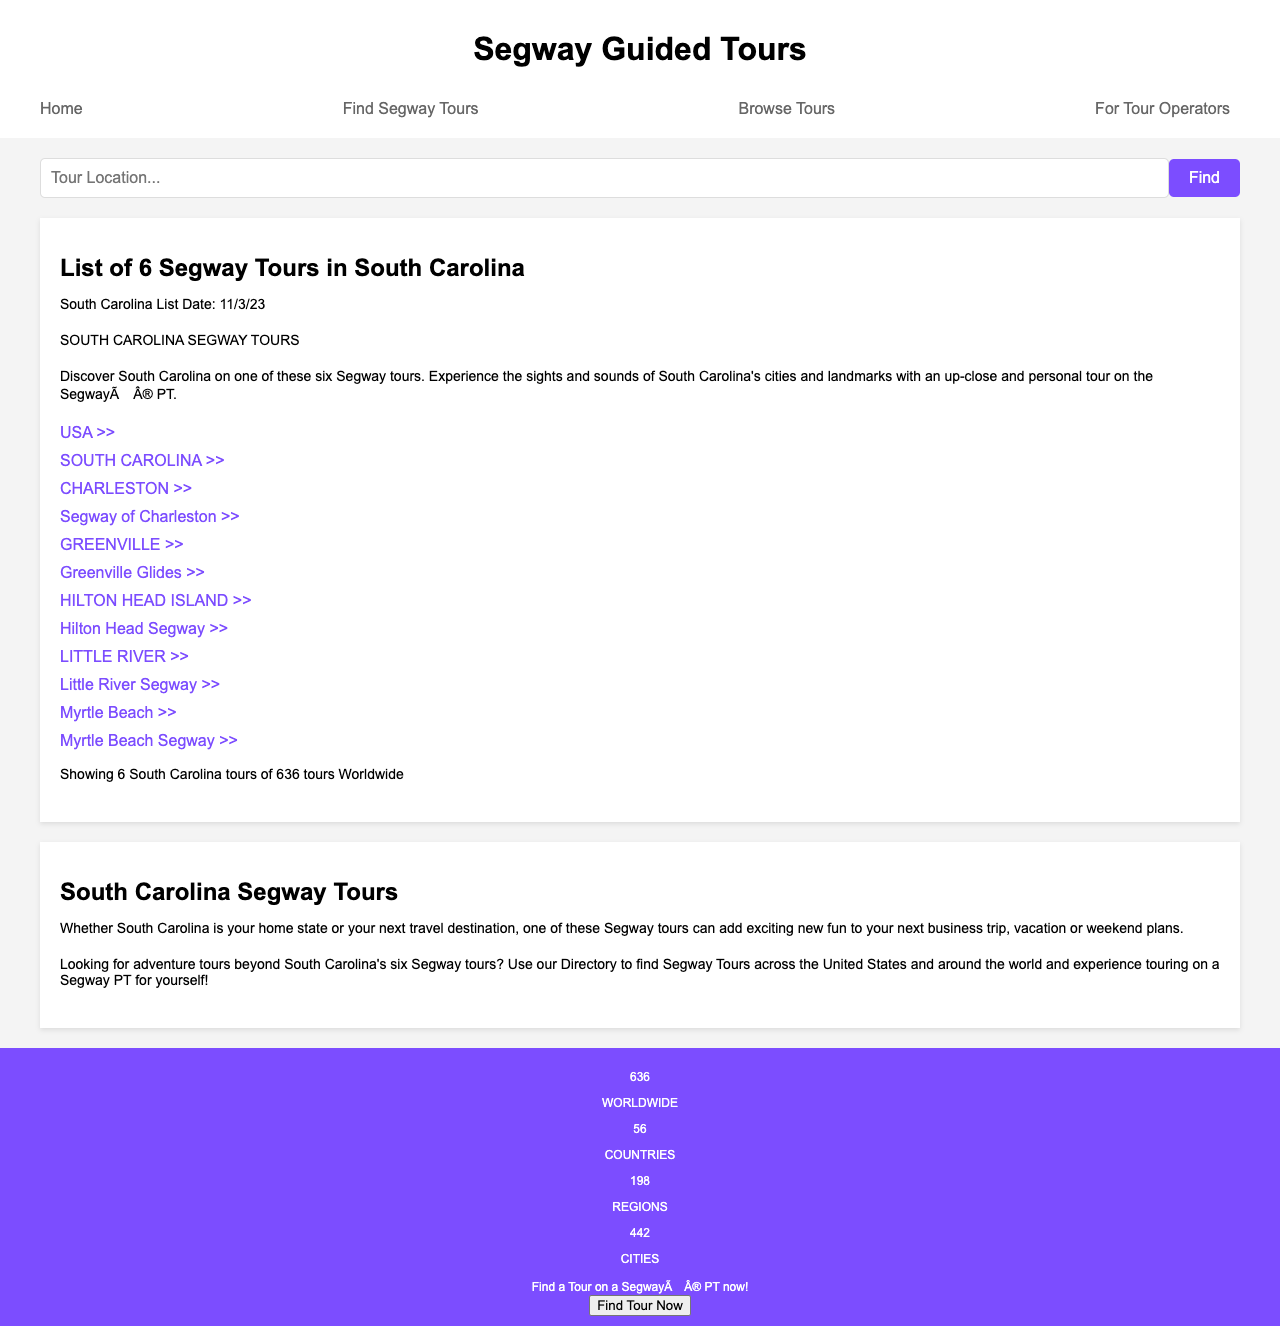 Segway Guided Tours
Home Find Segway Tours Browse Tours For Tour Operators
Tour Location... Find
List of 6 Segway Tours in South Carolina
South Carolina List Date: 11/3/23
SOUTH CAROLINA SEGWAY TOURS
Discover South Carolina on one of these six Segway tours. Experience the sights and sounds of South Carolina's cities and landmarks with an up-close and personal tour on the
SegwayÃ Â® PT.
USA >>
SOUTH CAROLINA >>
CHARLESTON >>
Segway of Charleston >>
GREENVILLE >>
Greenville Glides >>
HILTON HEAD ISLAND >>
Hilton Head Segway >>
LITTLE RIVER >>
Little River Segway >>
Myrtle Beach >>
Myrtle Beach Segway >>
Showing 6 South Carolina tours of 636 tours Worldwide
South Carolina Segway Tours
Whether South Carolina is your home state or your next travel destination, one of these Segway tours can add exciting new fun to your next business trip, vacation or weekend plans.
Looking for adventure tours beyond South Carolina's six Segway tours? Use our Directory to find Segway Tours across the United States and around the world and experience touring on a
Segway PT for yourself!
636
WORLDWIDE
56
COUNTRIES
198
REGIONS
442
CITIES
Find a Tour on a SegwayÃ Â® PT now!
Find Tour Now